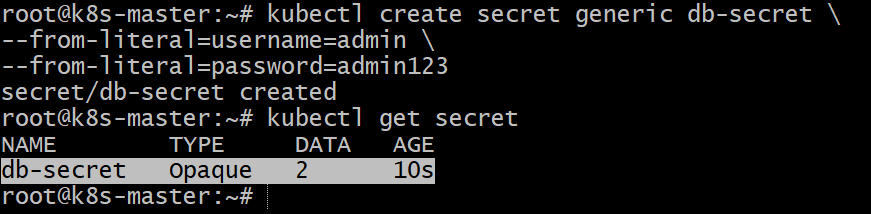 root@k8s-master:~# kubectl create secret generic db-secret \
--from-literal=username=admin \
--from-literal=password=admin123
secret/db-secret created
root@k8s-master:~# kubectl get secret
NAME        TYPE     DATA   AGE
db-secret   Opaque   2      10s
root@k8s-master:~#